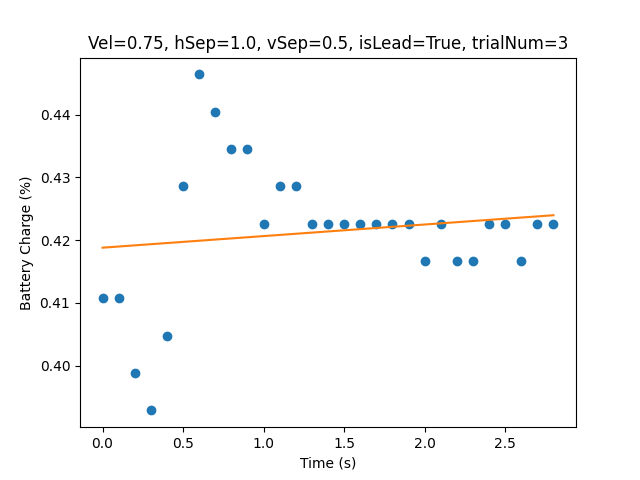 Vel=0.75, hSep=1.0, vSep=0.5, isLead=True, trialNum=3
0.44
0.43
0.42
0.41
0.40
Battery Charge (%)
0.0 0.5 1.0 1.5 2.0 2.5
Time (s)